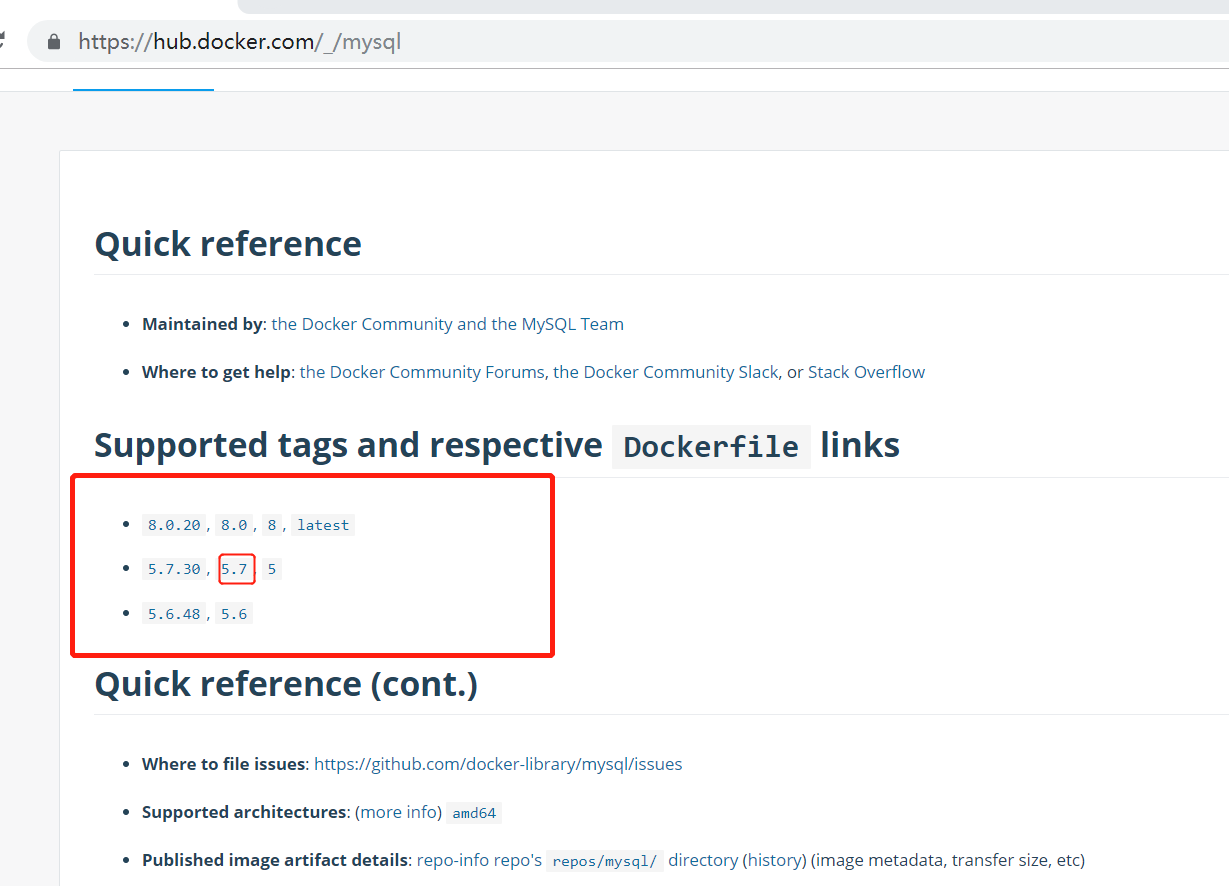 https://hub.docker.com/_/mysql
Quick reference
• Maintained by: the Docker Community and the MySQL Team
• Where to get help: the Docker Community Forums, the Docker Community Slack, or Stack Overflow
Supported tags and respective Dockerfile links
• 8.0.20, 8.0, 8, latest
• 5.7.30, 5.7, 5
• 5.6.48, 5.6
Quick reference (cont.)
• Where to file issues: https://github.com/docker-library/mysql/issues
• Supported architectures: (more info) amd64
• Published image artifact details: repo-info repo's repos/mysql/ directory (history) (image metadata, transfer size, etc)